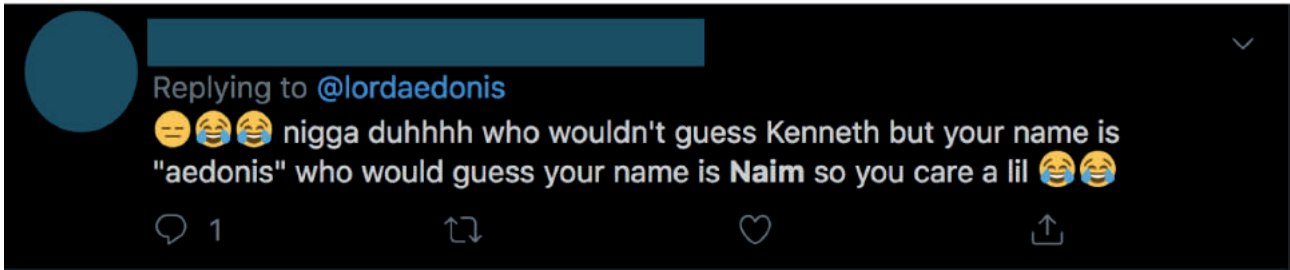 Replying to @lordaedonis
😑😂😂 nigga duhhhh who wouldn't guess Kenneth but your name is
"aedonis" who would guess your name is Naim so you care a lil 😂😂
1